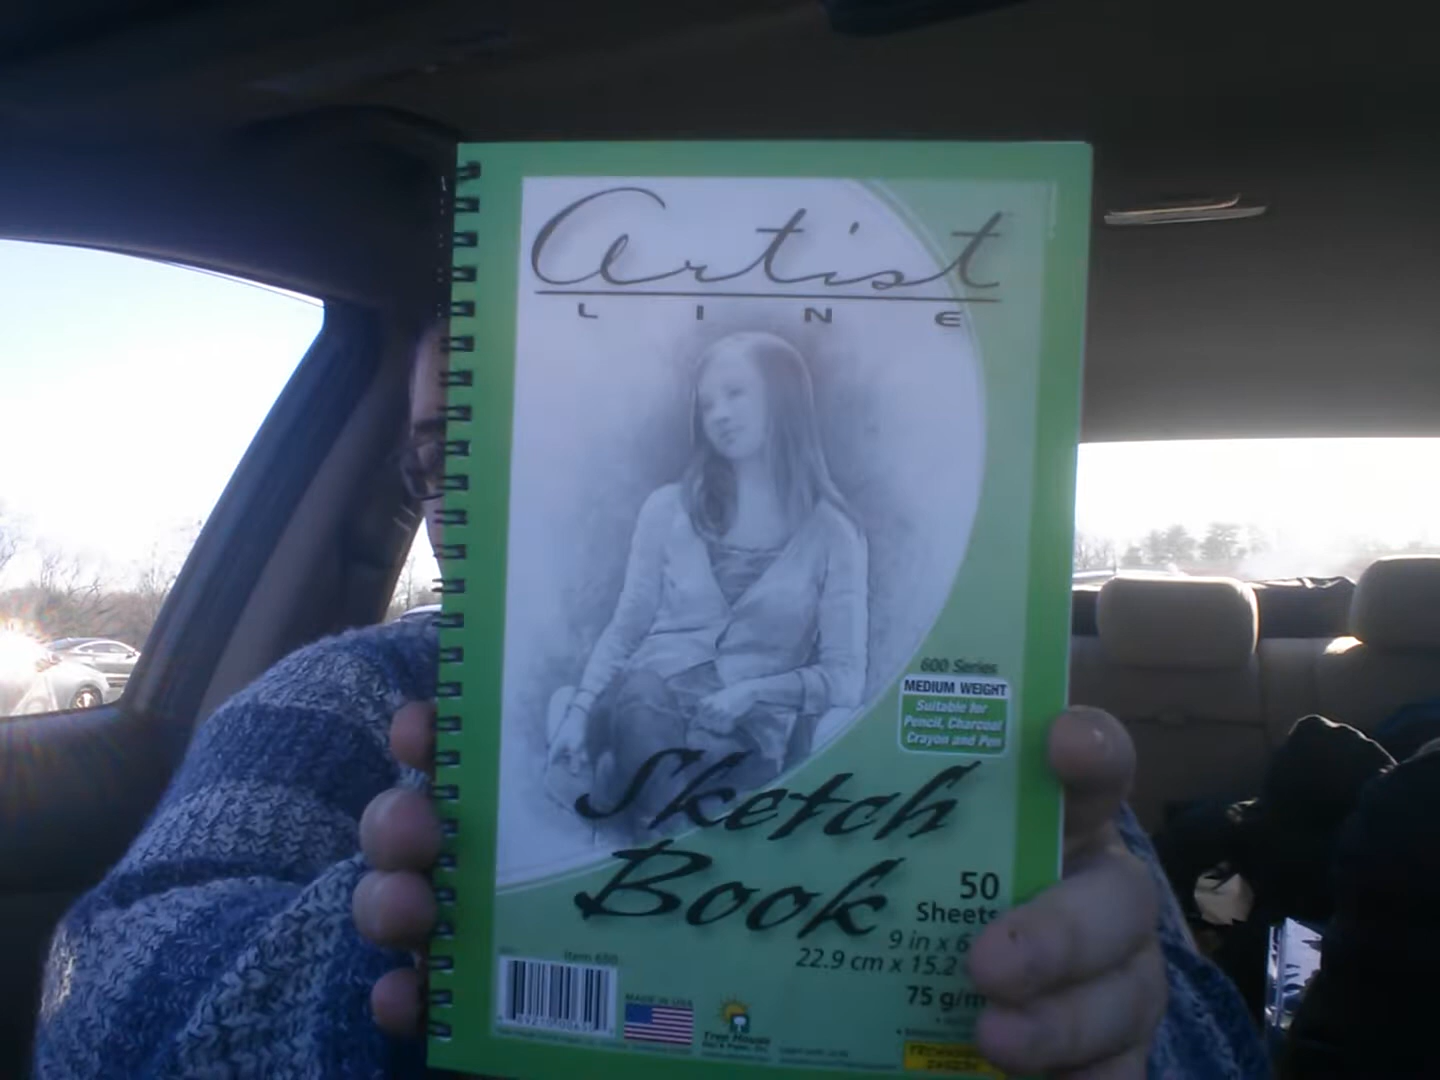 artist
LINE
600 Series
MEDIUM WEIGHT
Suitable for
Pencil, Charcoal
Crayon and Pen
Sketch
Book
50
Sheets
9 in x 6
22.9 cm x 15.2
75 g/m
Item 600
MADE IN USA
Tree House